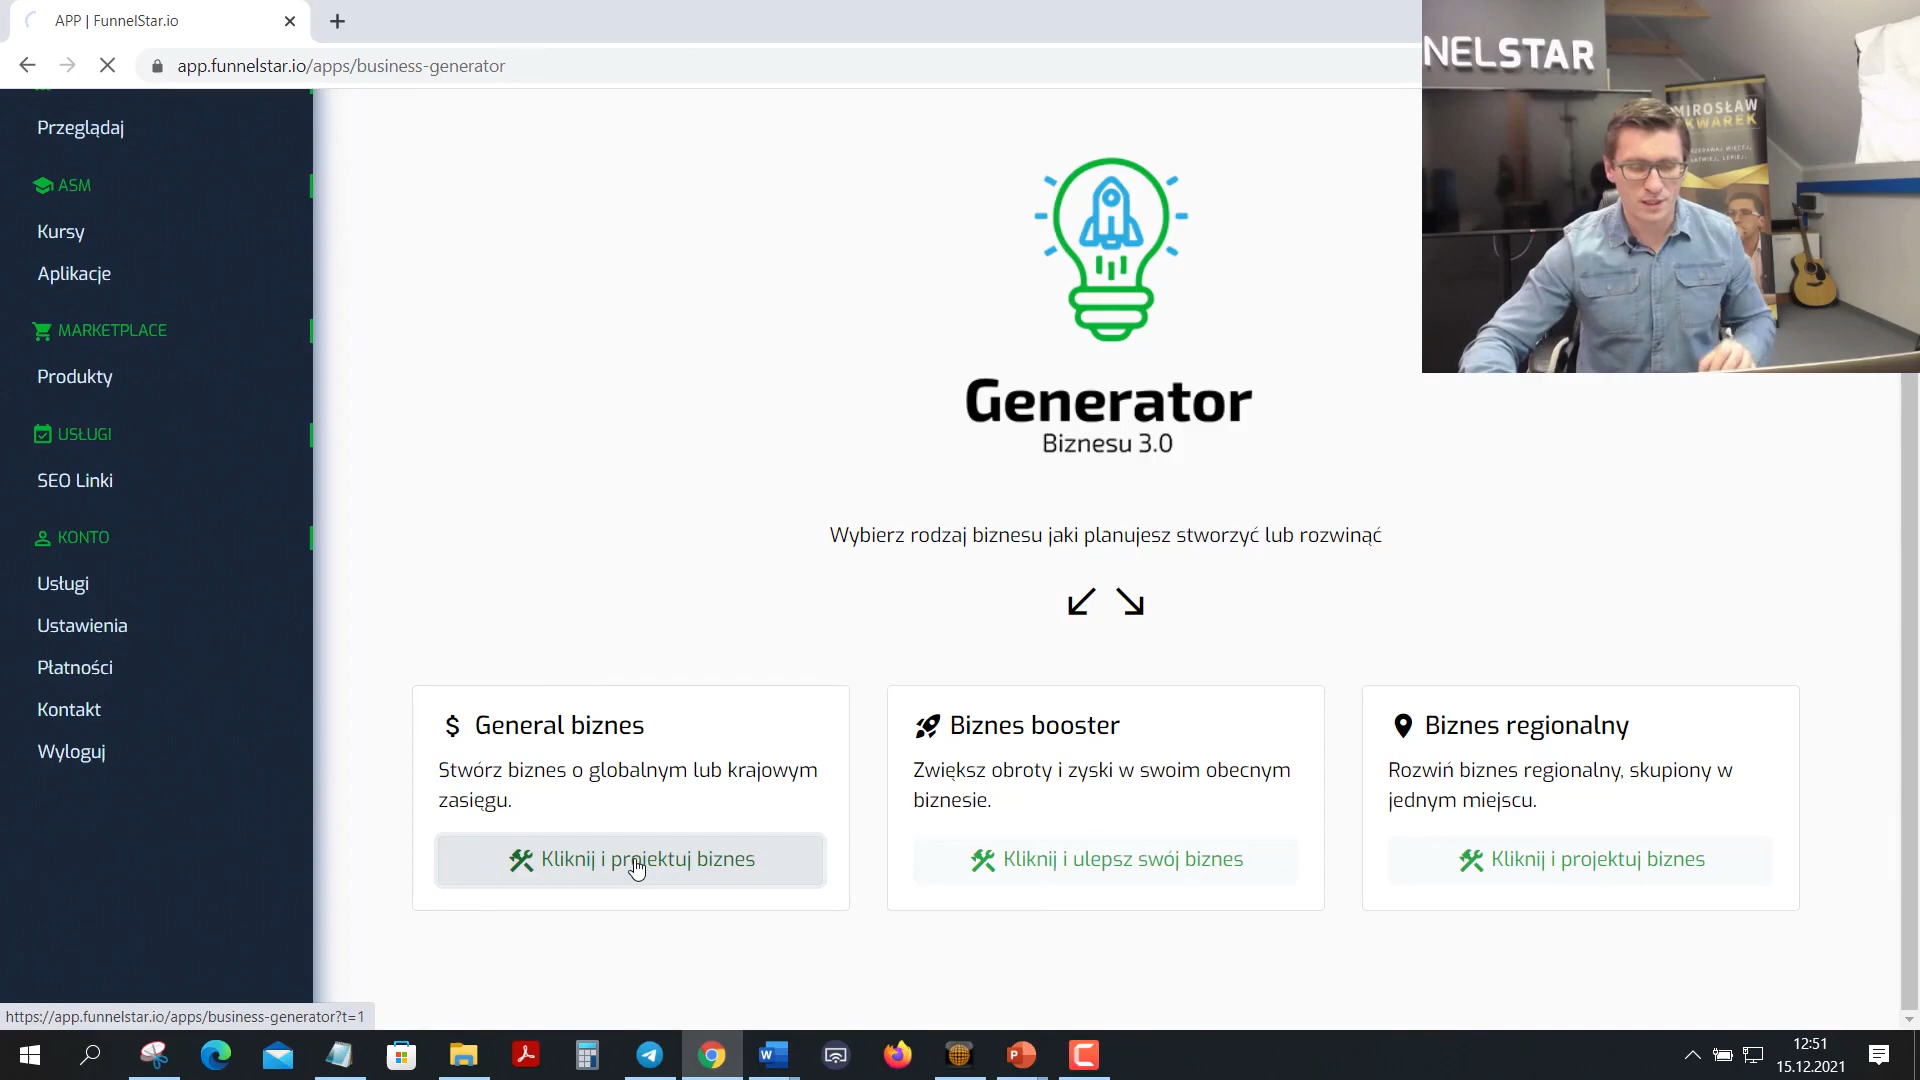 APP | FunnelStar.io
app.funnelstar.io/apps/business-generator
Przeglądaj
ASM
Kursy
Aplikacje
MARKETPLACE
Produkty
USŁUGI
SEO Linki
KONTO
Usługi
Ustawienia
Płatności
Kontakt
Wyloguj
Generator
Biznesu 3.0
Wybierz rodzaj biznesu jaki planujesz stworzyć lub rozwinąć
General biznes
Stwórz biznes o globalnym lub krajowym
zasięgu.
Kliknij i projektuj biznes
Biznes booster
Zwiększ obroty i zyski w swoim obecnym
biznesie.
Kliknij i ulepsz swój biznes
Biznes regionalny
Rozwiń biznes regionalny, skupiony w
jednym miejscu.
Kliknij i projektuj biznes
NELSTAR
MIROSŁAW
KWAREK
WIĘCEJ,
ŁATWIEJ, LEPIEJ.
https://app.funnelstar.io/apps/business-generator?t=1
12:51
15.12.2021